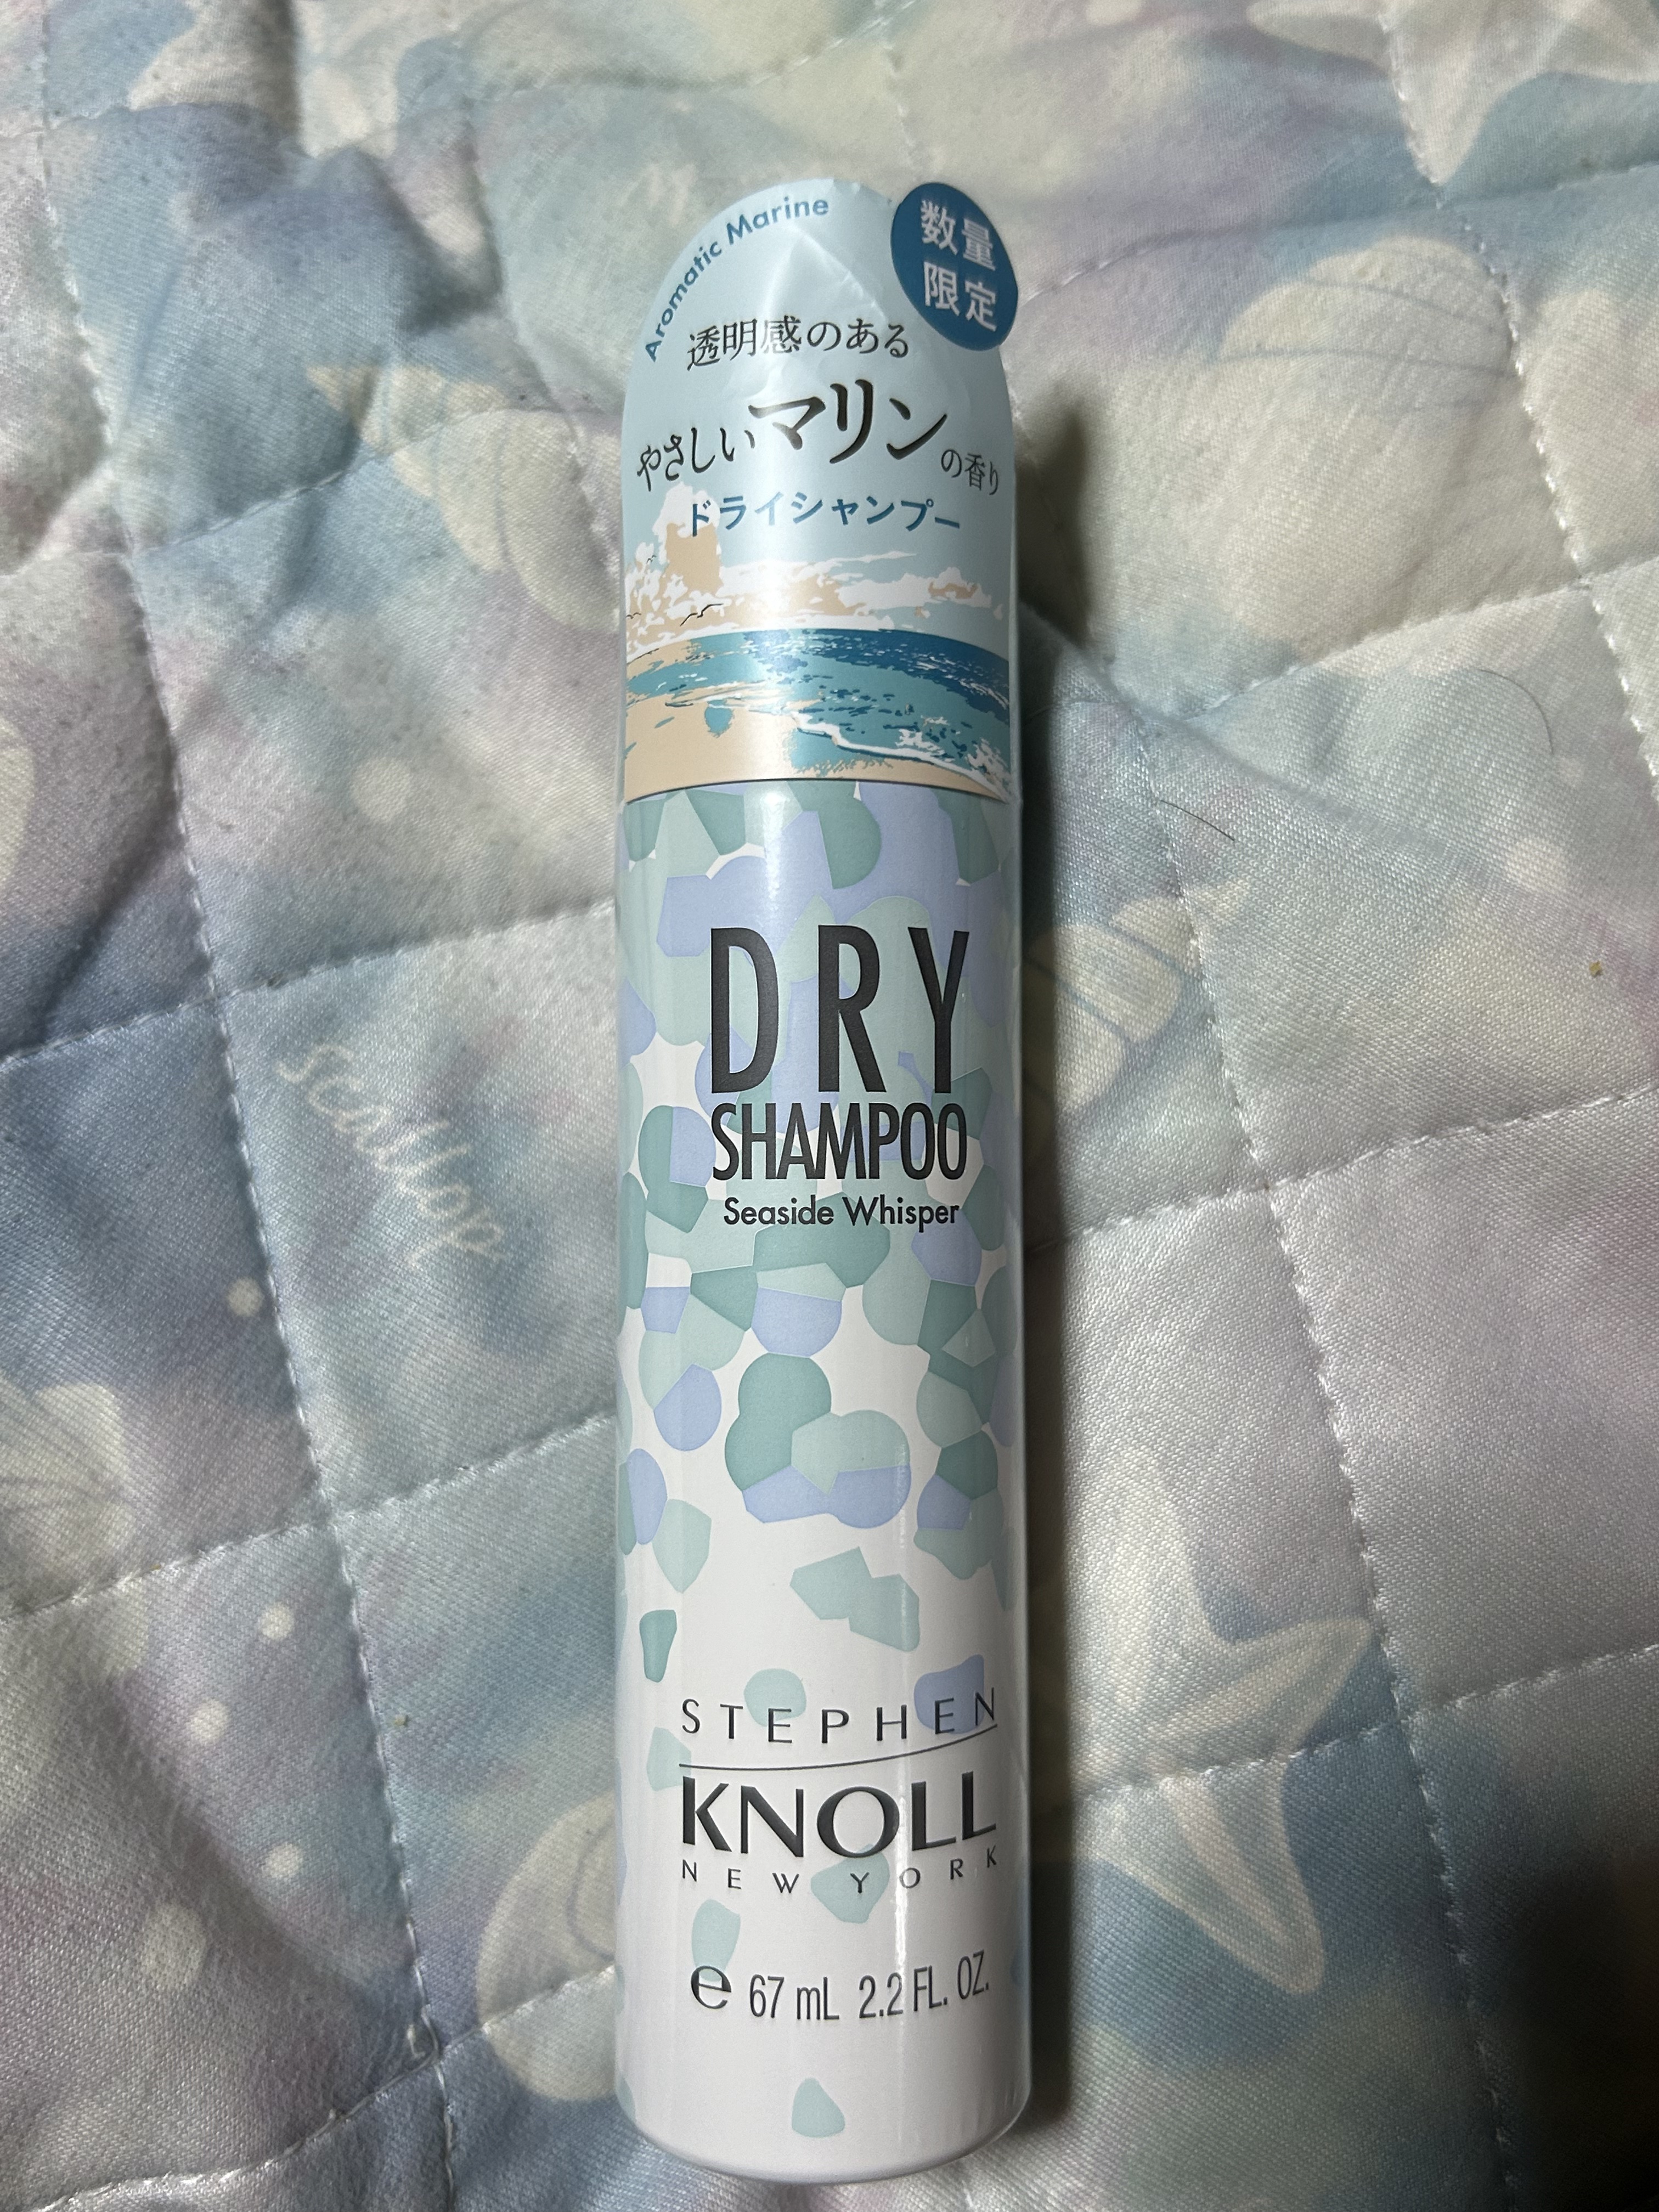 Aromatic Marine
数量
限定
透明感のある
やさしいマリンの香り
ドライシャンプー
DRY
SHAMPOO
Seaside Whisper
scallop
STEPHEN
KNOLL
NEW YORK
e 67 mL 2.2 FL. OZ.